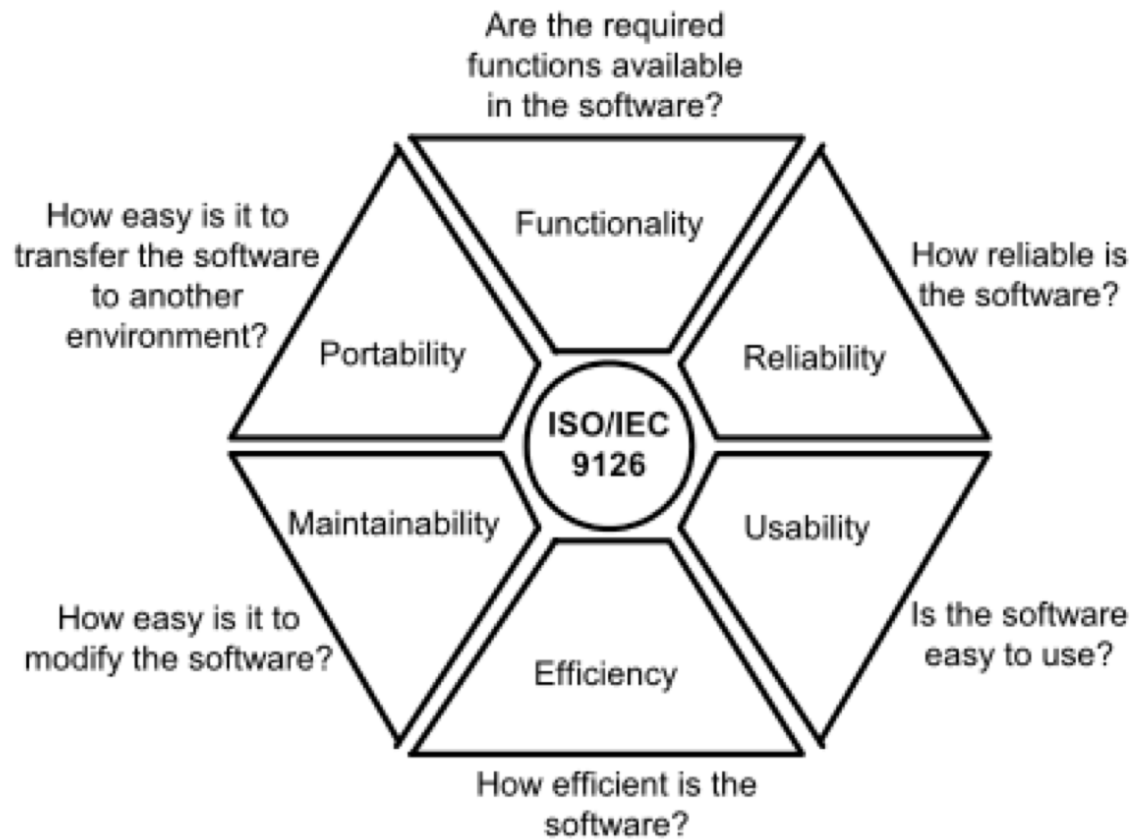 Are the required
functions available
in the software?
Functionality
How reliable is
the software?
Reliability
Usability
Is the software
easy to use?
Efficiency
How efficient is the
software?
Maintainability
How easy is it to
modify the software?
Portability
How easy is it to
transfer the software
to another
environment?
ISO/IEC
9126